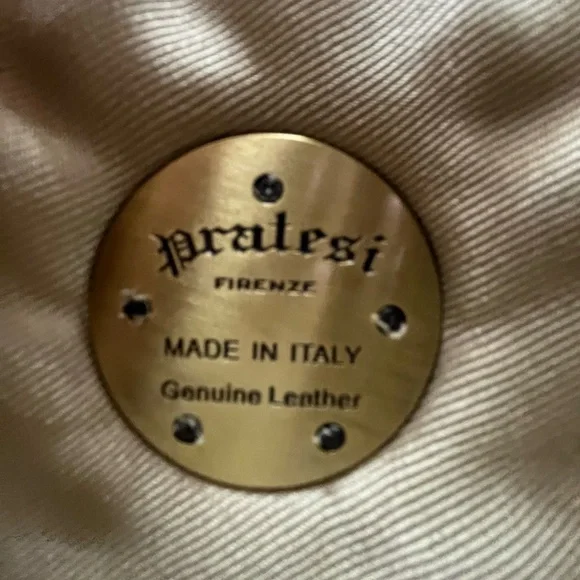 Pratesi
FIRENZE
MADE IN ITALY
Genuine Leather